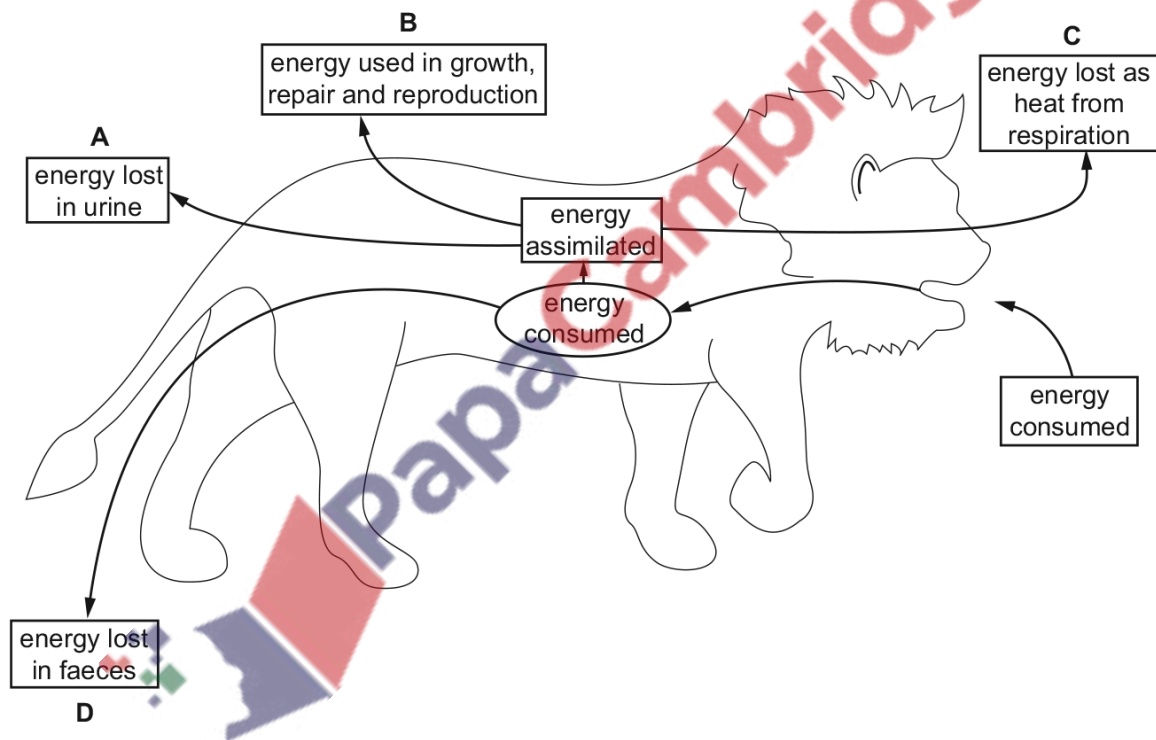 B
energy used in growth,
repair and reproduction
C
energy lost as
heat from
respiration
A
energy lost
in urine
energy
assimilated
energy
consumed
energy
consumed
energy lost
in faeces
D
PapaCambridge